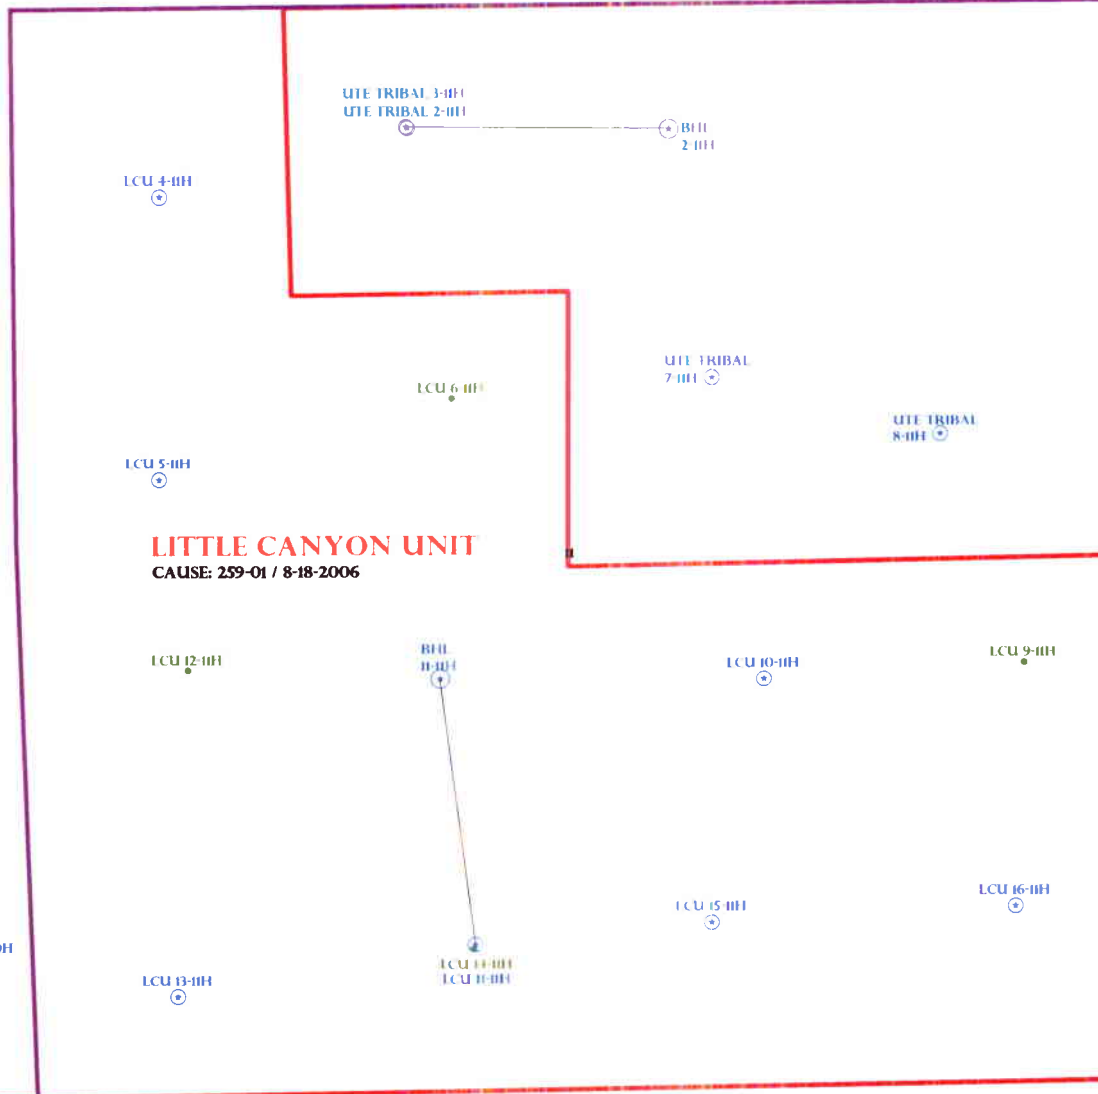 UTE TRIBAL 3-11H
UTE TRIBAL 2-11H
BHL
2-11H
LCU 4-11H
UTE TRIBAL
7-11H
LCU 6-11H
UTE TRIBAL
8-11H
LCU 5-11H
LITTLE CANYON UNIT
CAUSE: 259-01 / 8-18-2006
11
BHL
11-11H
LCU 12-11H
LCU 10-11H
LCU 9-11H
LCU 16-11H
LCU 15-11H
LCU 14-11H
LCU 11-11H
LCU 13-11H